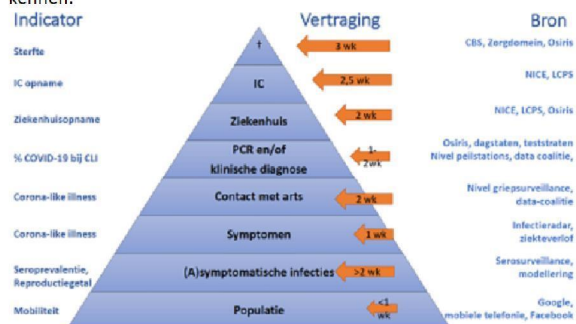 kennen.
Indicator Vertraging Bron
Sterfte † 3 wk CBS, Zorgdomein, Osiris
IC opname IC 2,5 wk NICE, LCPS
Ziekenhuisopname Ziekenhuis 2 wk NICE, LCPS, Osiris
% COVID-19 bij CLI PCR en/of klinische diagnose 1-2wk Osiris, dagstaten, teststraten
Nivel peilstations, data coalitie,
Corona-like illness Contact met arts 2 wk Nivel griepsurveillance,
data-coalitie
Corona-like illness Symptomen 1 wk Infectieradar,
ziekteverlof
Seroprevalentie,
Reproductiegetal (A)symptomatische infecties >2 wk Serosurveillance,
modellering
Mobiliteit Populatie <1 wk Google,
mobiele telefonie, Facebook